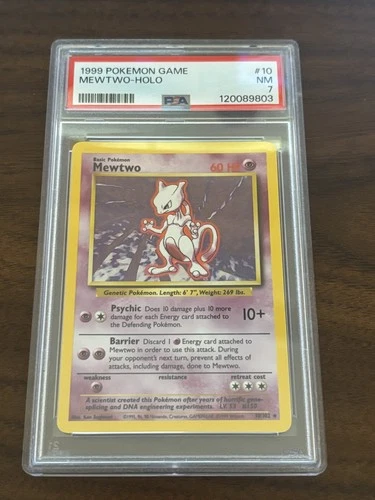 1999 POKEMON GAME #10
MEWTWO-HOLO NM
7
PSA 120089803
Basic Pokémon
Mewtwo 60 HP
Genetic Pokémon. Length: 6' 7", Weight: 269 lbs.
Psychic Does 10 damage plus 10 more
damage for each Energy card attached to
the Defending Pokémon.
10+
Barrier Discard 1 Energy card attached to
Mewtwo in order to use this attack. During
your opponent's next turn, prevent all effects of
attacks, including damage, done to Mewtwo.
weakness resistance retreat cost
A scientist created this Pokémon after years of horrific gene-
splicing and DNA engineering experiments. LV. 53 #150